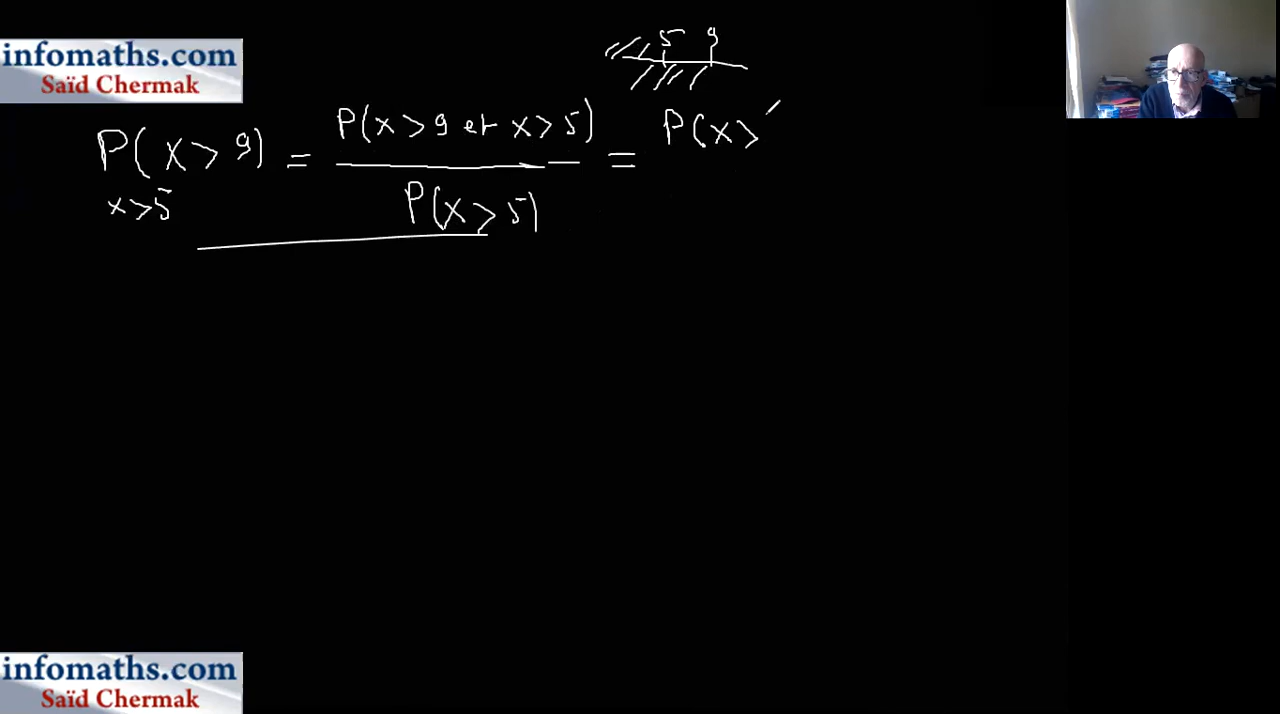 infomaths.com
Saïd Chermak
5 9
P(x>9) = P(x>9 et x>5) = P(x>
x>5 P(x>5)
infomaths.com
Saïd Chermak